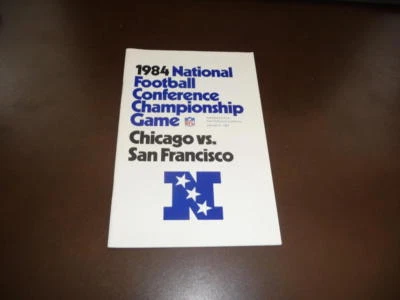 1984 National
Football
Conference
Championship
Game
Chicago vs.
San Francisco
N